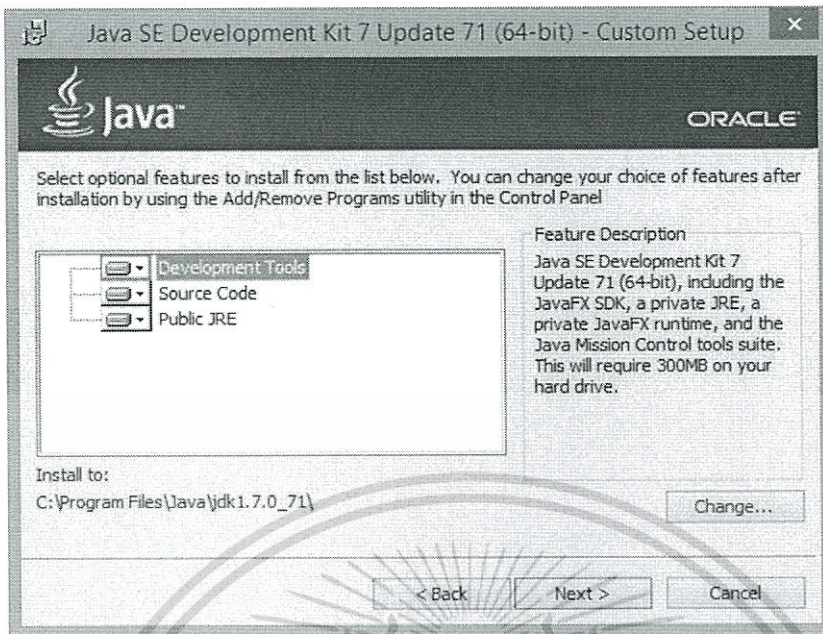 Java SE Development Kit 7 Update 71 (64-bit) - Custom Setup
Java™
ORACLE
Select optional features to install from the list below. You can change your choice of features after
installation by using the Add/Remove Programs utility in the Control Panel
Development Tools
Source Code
Public JRE
Feature Description
Java SE Development Kit 7
Update 71 (64-bit), including the
JavaFX SDK, a private JRE, a
private JavaFX runtime, and the
Java Mission Control tools suite.
This will require 300MB on your
hard drive.
Install to:
C:\Program Files\Java\jdk1.7.0_71\
Change...
< Back
Next >
Cancel